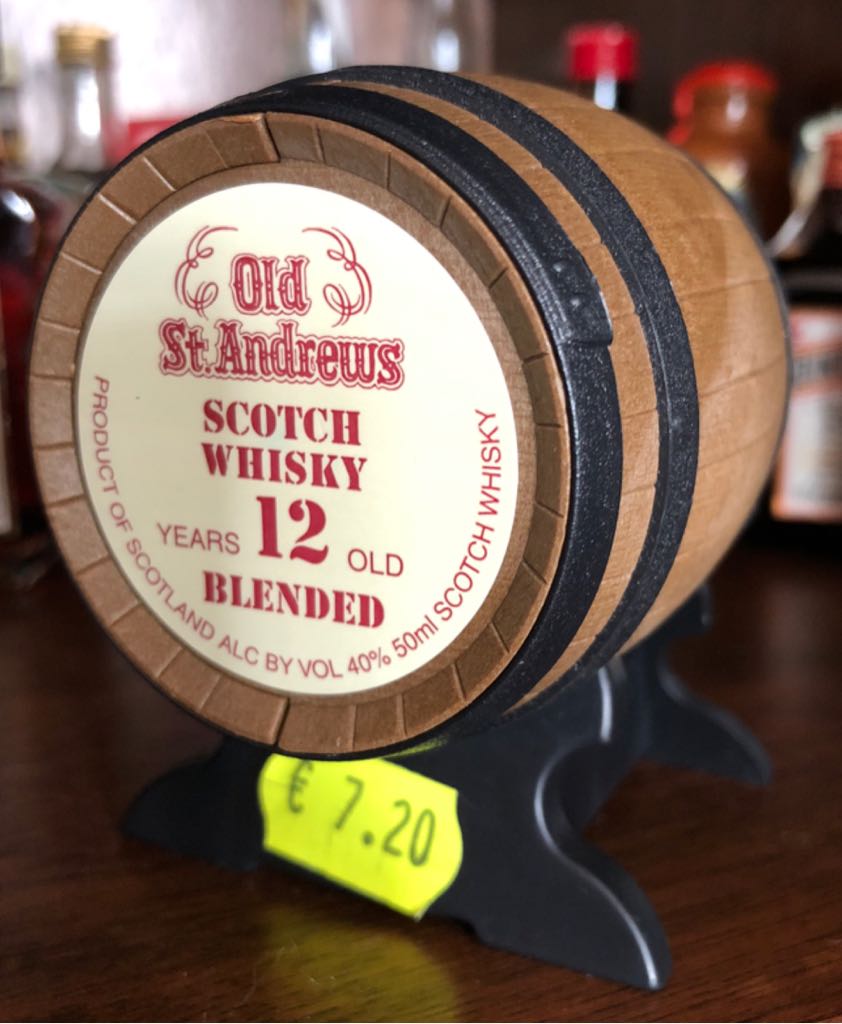 Old
St. Andrews
SCOTCH
WHISKY
YEARS 12 OLD
BLENDED
PRODUCT OF SCOTLAND ALC BY VOL 40% 50ml SCOTCH WHISKY
€ 7.20